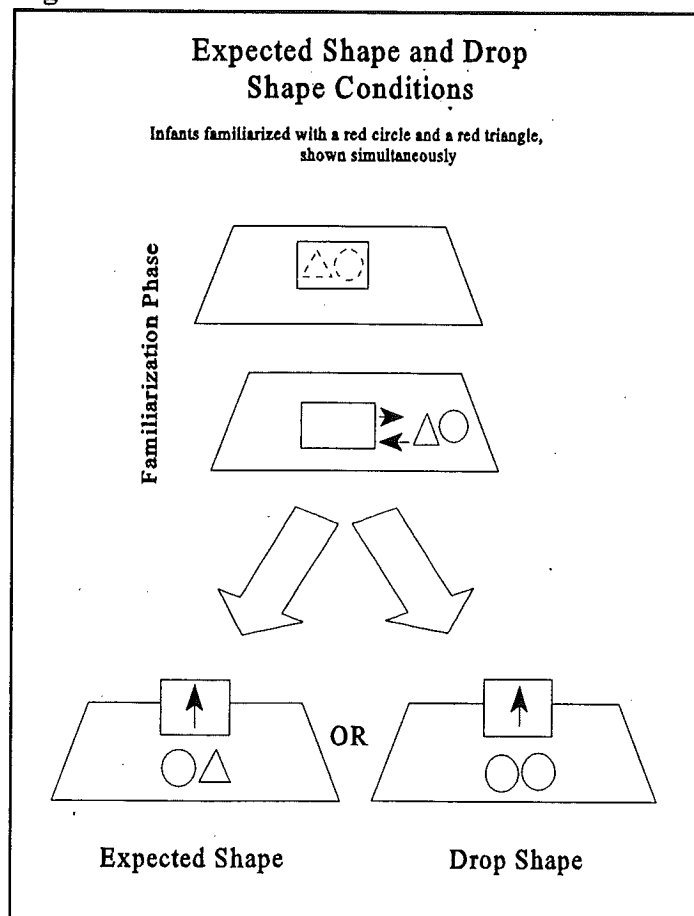 Expected Shape and Drop
Shape Conditions
Infants familiarized with a red circle and a red triangle,
shown simultaneously
Familiarization Phase
OR
Expected Shape
Drop Shape